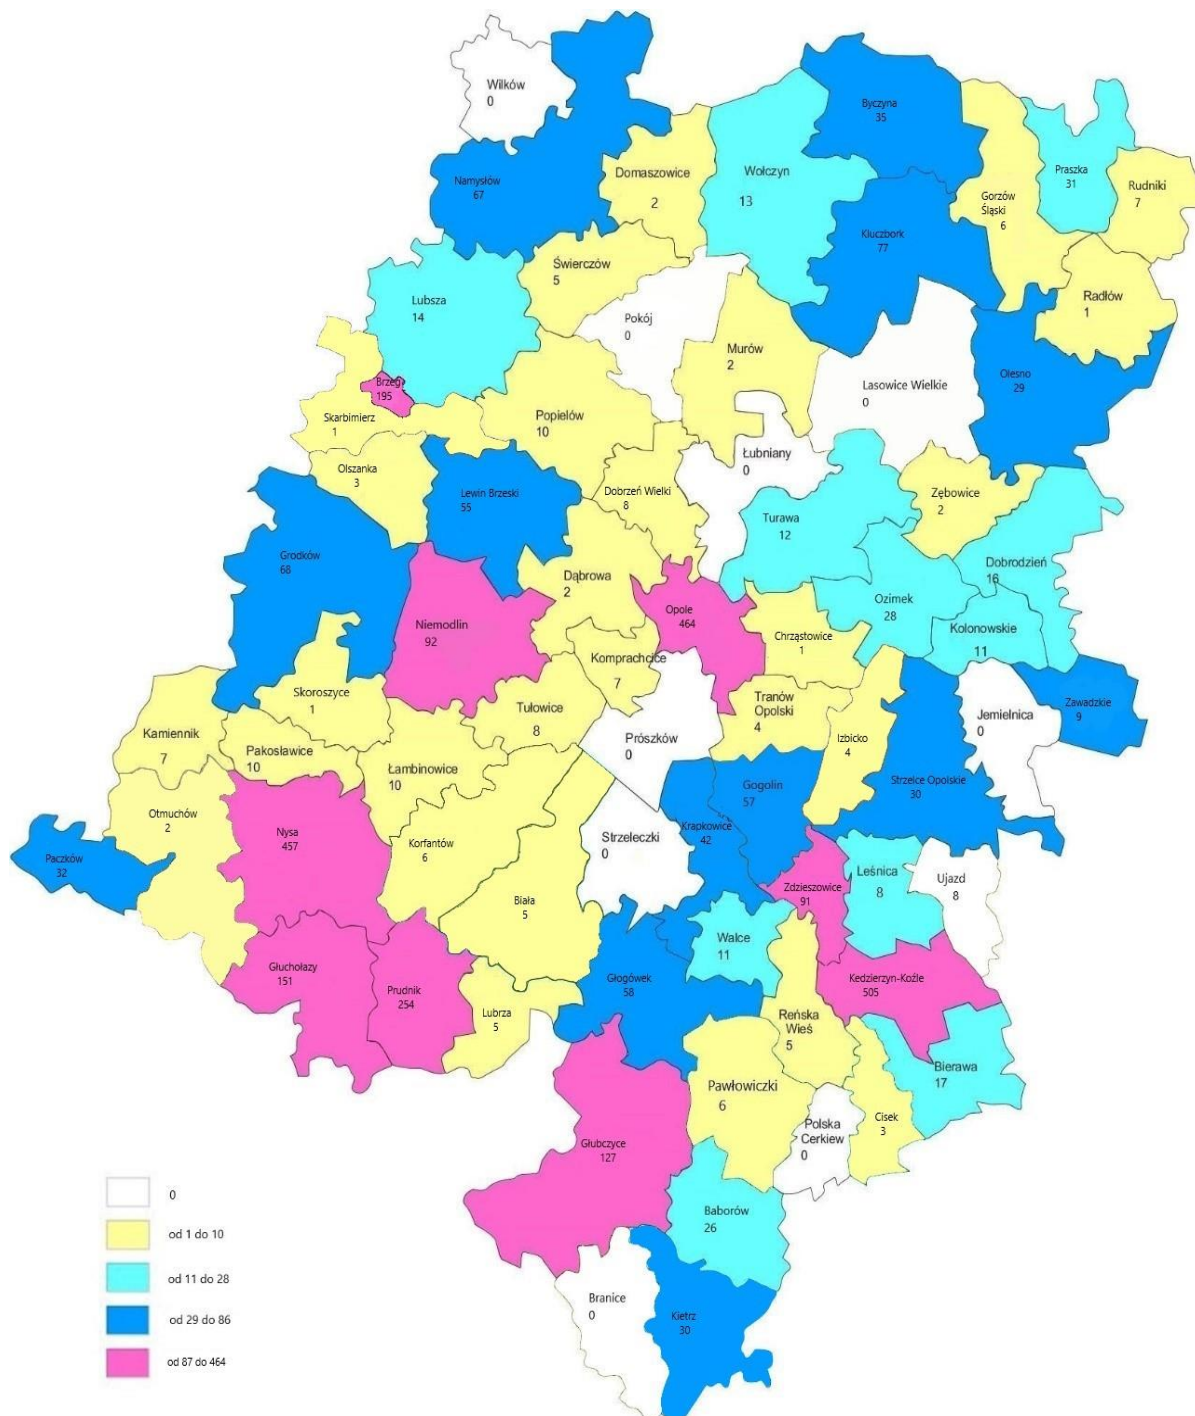 Wilków
0
Namysłów
67
Domaszowice
2
Wołczyn
13
Byczyna
35
Praszka
31
Rudniki
7
Gorzów
Śląski
6
Kluczbork
77
Świerczów
5
Lubsza
14
Pokój
0
Radłów
1
Murów
2
Lasowice Wielkie
0
Olesno
29
Brzeg
195
Skarbimierz
1
Popielów
10
Łubniany
0
Olszanka
3
Lewin Brzeski
55
Dobrzeń Wielki
8
Zębowice
2
Turawa
12
Grodków
68
Dąbrowa
2
Dobrodzień
16
Ozimek
28
Opole
464
Niemodlin
92
Kolonowskie
11
Chrząstowice
1
Komprachcice
7
Skoroszyce
1
Tranów
Opolski
4
Tułowice
8
Zawadzkie
9
Jemielnica
0
Kamiennik
7
Pakosławice
10
Prószków
0
Izbicko
4
Łambinowice
10
Strzelce Opolskie
30
Gogolin
57
Otmuchów
2
Krapkowice
42
Nysa
457
Strzeleczki
0
Korfantów
6
Paczków
32
Leśnica
8
Ujazd
8
Zdzieszowice
91
Biała
5
Walce
11
Głuchołazy
151
Prudnik
254
Głogówek
58
Kedzierzyn-Koźle
505
Lubrza
5
Reńska
Wieś
5
Bierawa
17
Pawłowiczki
6
Cisek
3
Polska
Cerkiew
0
Głubczyce
127
Baborów
26
Branice
0
Kietrz
30
0
od 1 do 10
od 11 do 28
od 29 do 86
od 87 do 464